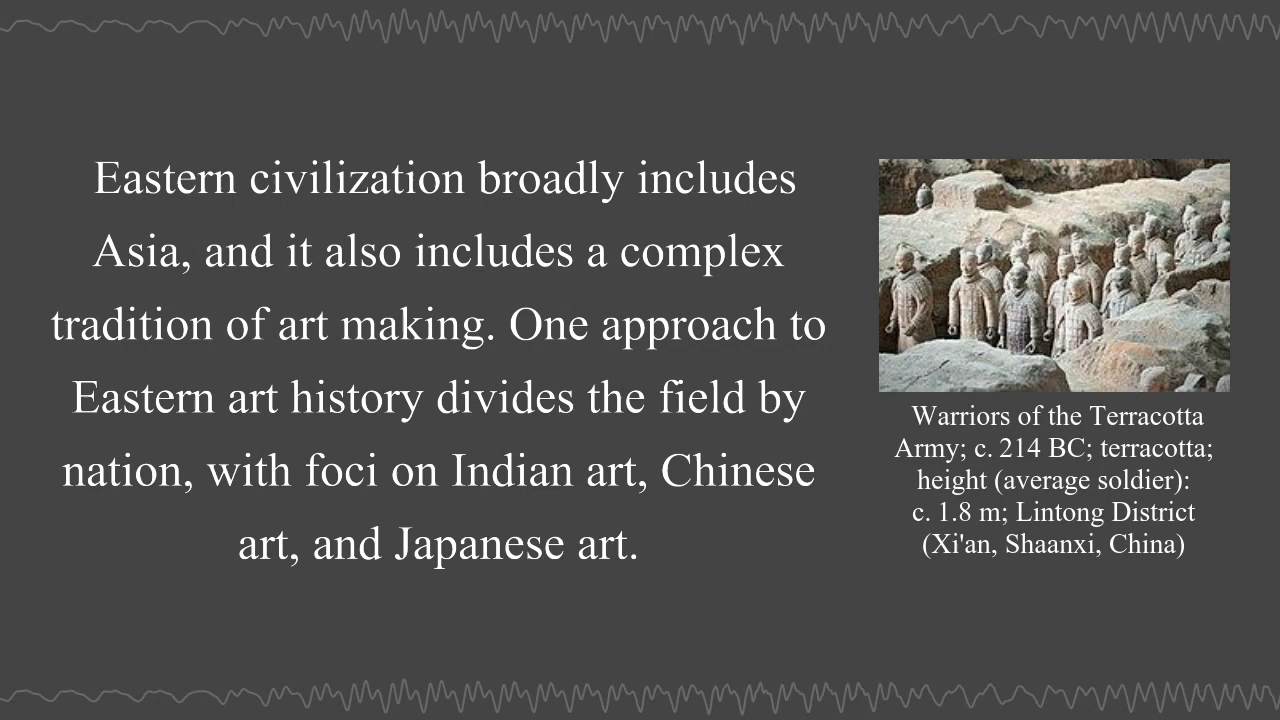 Eastern civilization broadly includes
Asia, and it also includes a complex
tradition of art making. One approach to
Eastern art history divides the field by
nation, with foci on Indian art, Chinese
art, and Japanese art.
Warriors of the Terracotta
Army; c. 214 BC; terracotta;
height (average soldier):
c. 1.8 m; Lintong District
(Xi'an, Shaanxi, China)